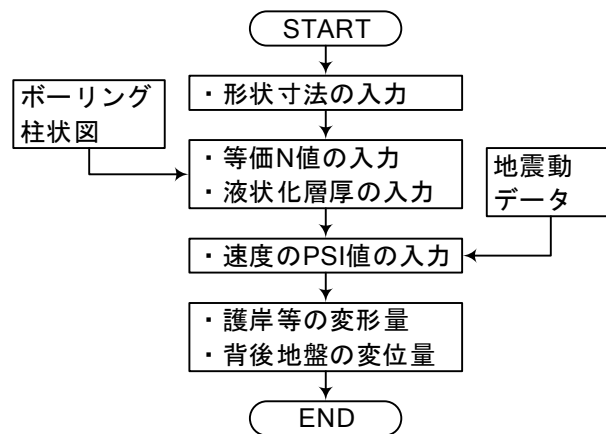 START
・形状寸法の入力
ボーリング
柱状図
・等価N値の入力
・液状化層厚の入力
地震動
データ
・速度のPSI値の入力
・護岸等の変形量
・背後地盤の変位量
END